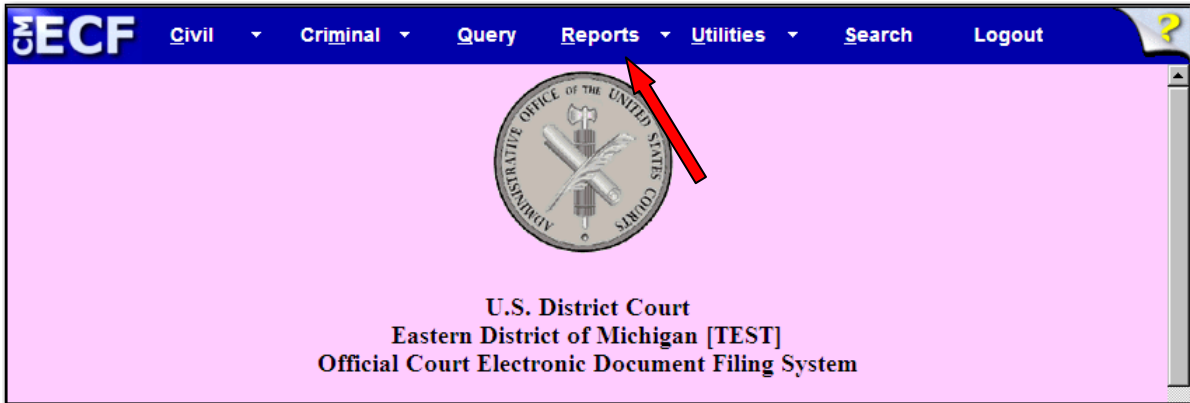 CM ECF Civil Criminal Query Reports Utilities Search Logout ?
ADMINISTRATIVE OFFICE OF THE UNITED STATES COURTS
U.S. District Court
Eastern District of Michigan [TEST]
Official Court Electronic Document Filing System